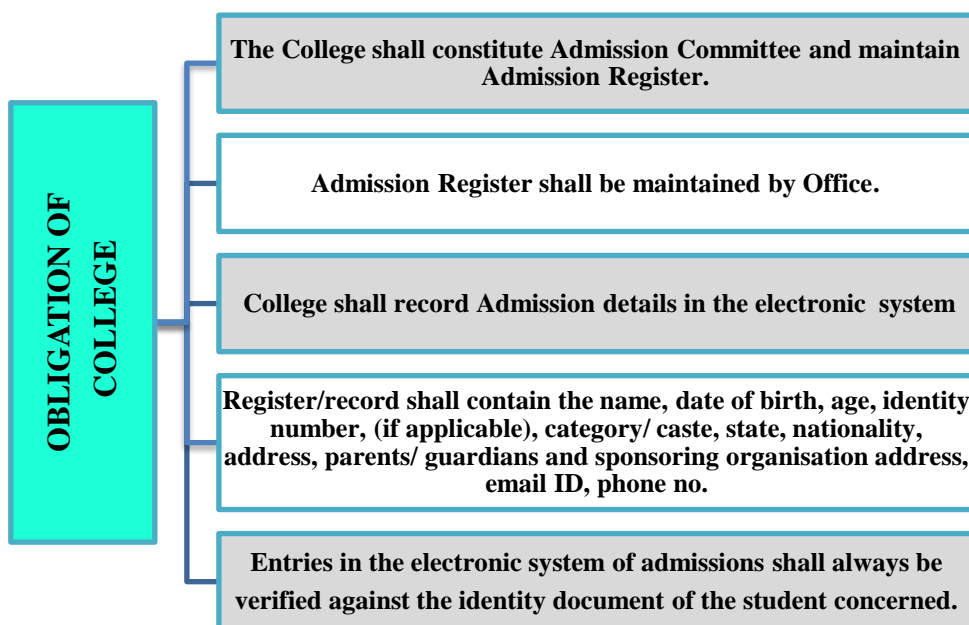 OBLIGATION OF
COLLEGE
The College shall constitute Admission Committee and maintain
Admission Register.
Admission Register shall be maintained by Office.
College shall record Admission details in the electronic system
Register/record shall contain the name, date of birth, age, identity
number, (if applicable), category/ caste, state, nationality,
address, parents/ guardians and sponsoring organisation address,
email ID, phone no.
Entries in the electronic system of admissions shall always be
verified against the identity document of the student concerned.